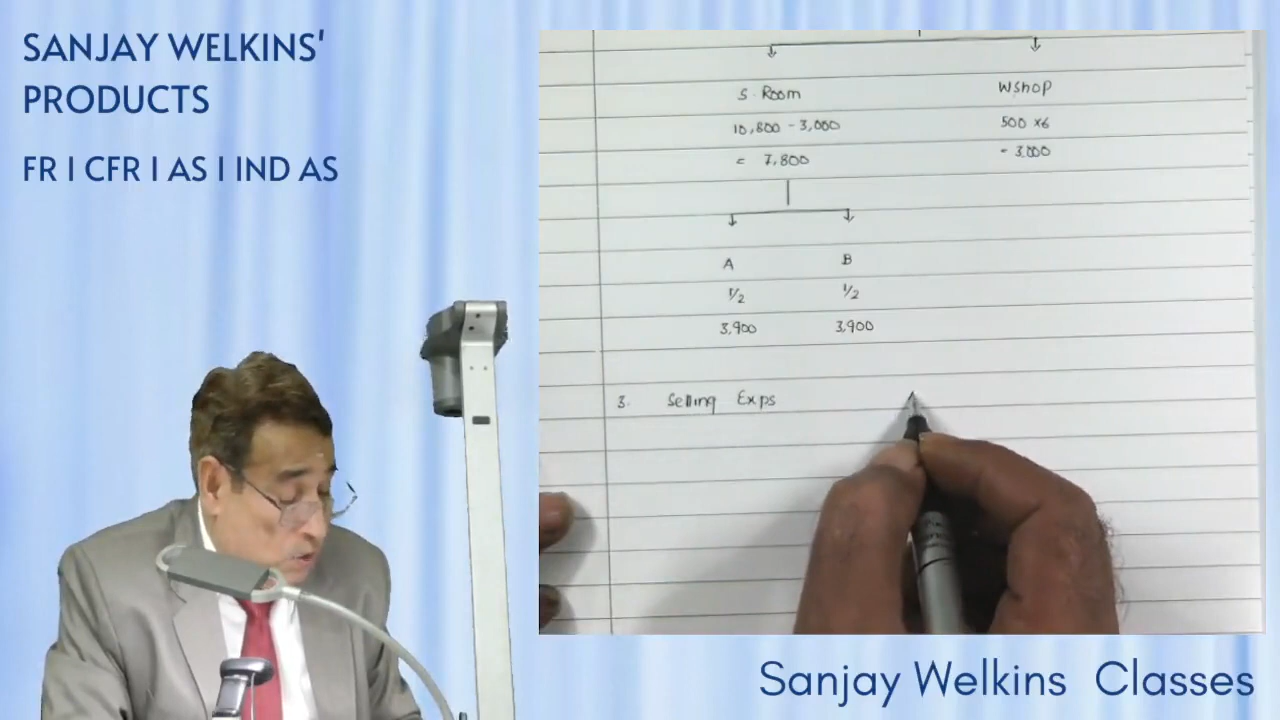 SANJAY WELKINS'
PRODUCTS
FR I CFR I AS I IND AS
S. Room WShop
10,800 - 3,000 500 x6
= 7,800 - 3,000
A B
1/2 1/2
3,900 3,900
3. Selling Exps
Sanjay Welkins Classes